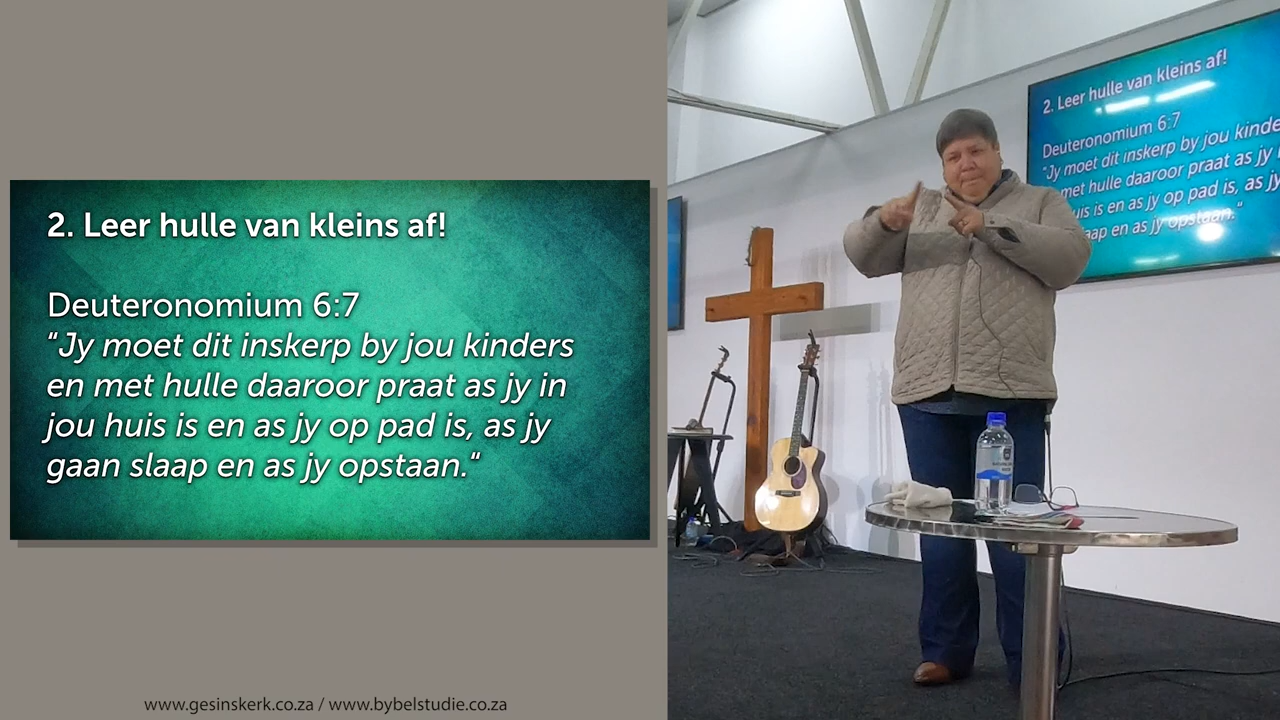 2. Leer hulle van kleins af!
Deuteronomium 6:7
“Jy moet dit inskerp by jou kinders
en met hulle daaroor praat as jy in
jou huis is en as jy op pad is, as jy
gaan slaap en as jy opstaan.“
www.gesinskerk.co.za / www.bybelstudie.co.za
2. Leer hulle van kleins af!
Deuteronomium 6:7
"Jy moet dit inskerp by jou kinde
met hulle daaroor praat as jy
uis is en as jy op pad is, as jy
aap en as jy opstaan.“